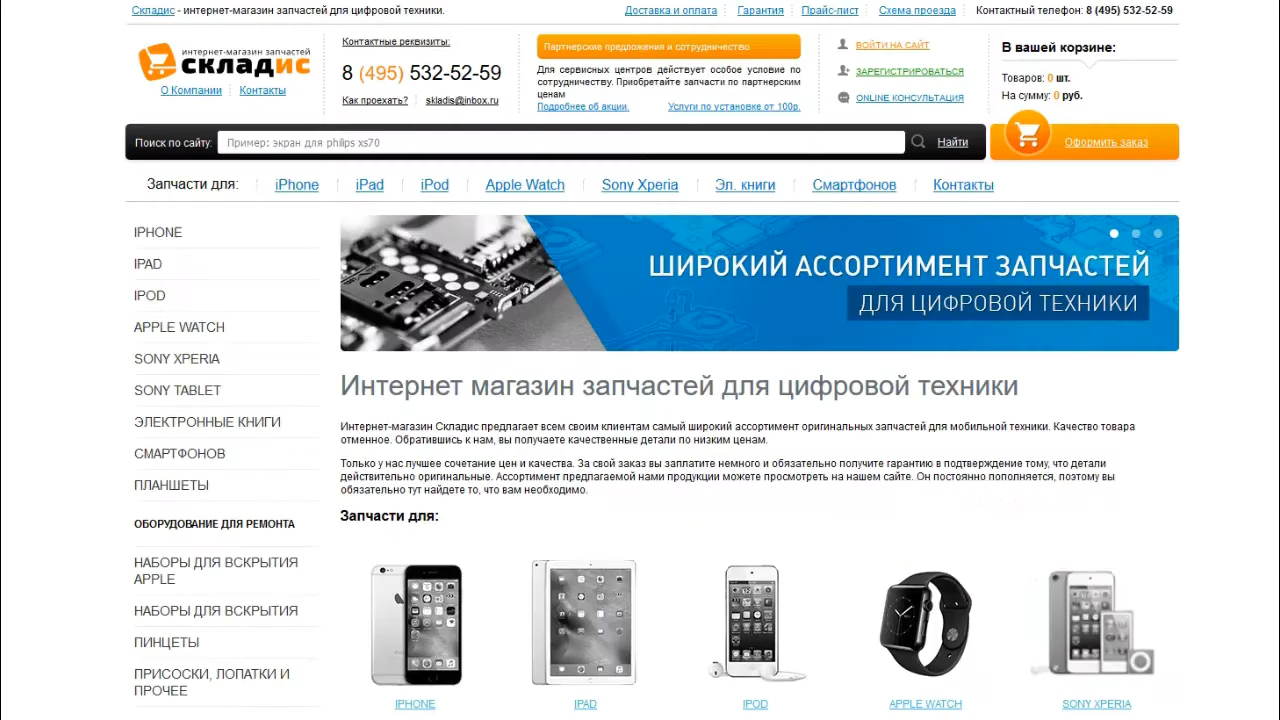 Складис - интернет-магазин запчастей для цифровой техники.
Доставка и оплата
Гарантия
Прайс-лист
Схема проезда
Контактный телефон: 8 (495) 532-52-59
интернет-магазин запчастей
складис
О Компании
Контакты
Контактные реквизиты:
8 (495) 532-52-59
Как проехать?
skladis@inbox.ru
Партнерские предложения и сотрудничество
Для сервисных центров действует особое условие по
сотрудничеству. Приобретайте запчасти по партнерским
ценам
Подробнее об акции.
Услуги по установке от 100р.
ВОЙТИ НА САЙТ
ЗАРЕГИСТРИРОВАТЬСЯ
ONLINE КОНСУЛЬТАЦИЯ
В вашей корзине:
Товаров: 0 шт.
На сумму: 0 руб.
Поиск по сайту:
Пример: экран для philips xs70
Найти
Оформить заказ
Запчасти для:
iPhone
iPad
iPod
Apple Watch
Sony Xperia
Эл. книги
Смартфонов
Контакты
IPHONE
IPAD
IPOD
APPLE WATCH
SONY XPERIA
SONY TABLET
ЭЛЕКТРОННЫЕ КНИГИ
СМАРТФОНОВ
ПЛАНШЕТЫ
ОБОРУДОВАНИЕ ДЛЯ РЕМОНТА
НАБОРЫ ДЛЯ ВСКРЫТИЯ
APPLE
НАБОРЫ ДЛЯ ВСКРЫТИЯ
ПИНЦЕТЫ
ПРИСОСКИ, ЛОПАТКИ И
ПРОЧЕЕ
ШИРОКИЙ АССОРТИМЕНТ ЗАПЧАСТЕЙ
ДЛЯ ЦИФРОВОЙ ТЕХНИКИ
Интернет магазин запчастей для цифровой техники
Интернет-магазин Складис предлагает всем своим клиентам самый широкий ассортимент оригинальных запчастей для мобильной техники. Качество товара
отменное. Обратившись к нам, вы получаете качественные детали по низким ценам.
Только у нас лучшее сочетание цен и качества. За свой заказ вы заплатите немного и обязательно получите гарантию в подтверждение тому, что детали
действительно оригинальные. Ассортимент предлагаемой нами продукции можете просмотреть на нашем сайте. Он постоянно пополняется, поэтому вы
обязательно тут найдете то, что вам необходимо.
Запчасти для:
IPHONE
IPAD
IPOD
APPLE WATCH
SONY XPERIA